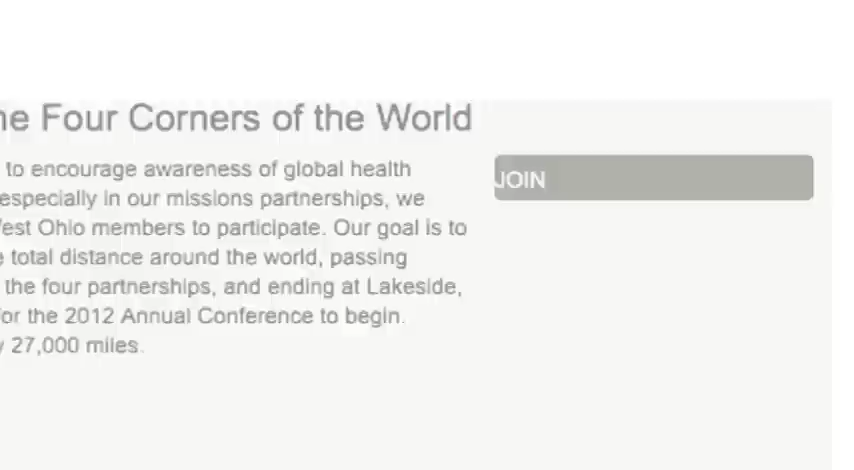 Four Corners of the World
to encourage awareness of global health
JOIN
especially in our missions partnerships, we
Ohio members to participate. Our goal is to
total distance around the world, passing
the four partnerships, and ending at Lakeside,
for the 2012 Annual Conference to begin.
27,000 miles.